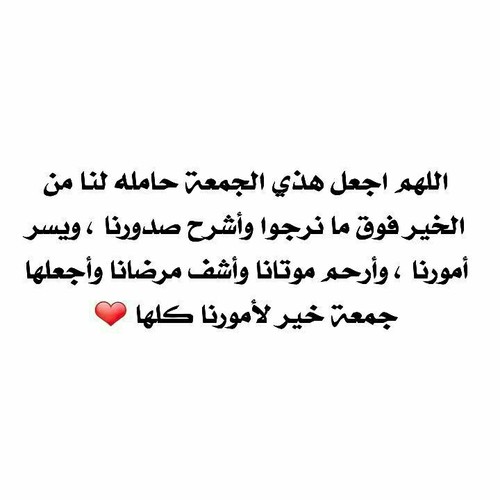 اللهم اجعل هذي الجمعة حامله لنا من
الخير فوق ما نرجوا وأشرح صدورنا ، ويسر
أمورنا ، وأرحم موتانا وأشف مرضانا وأجعلها
جمعة خير لأمورنا كلها ❤